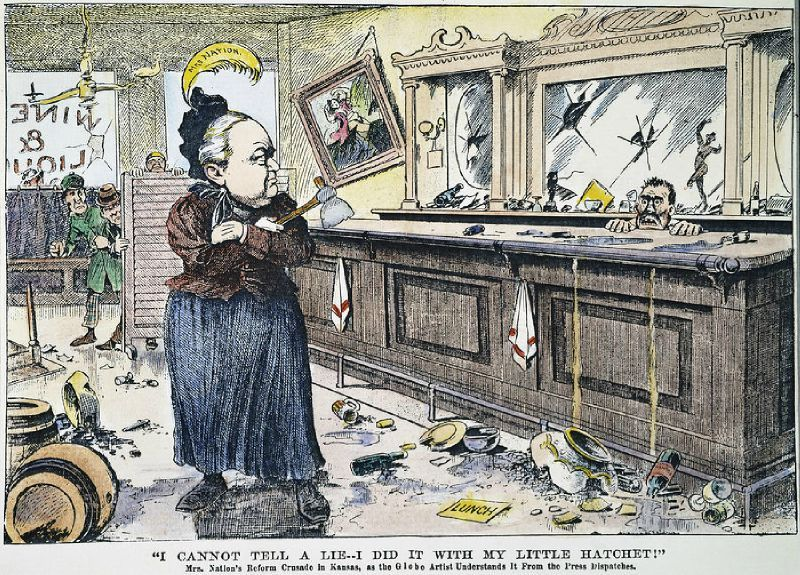 MRS NATION.
WINE
&
LIQUO
LUNCH
"I CANNOT TELL A LIE--I DID IT WITH MY LITTLE HATCHET!"
Mrs. Nation's Reform Crusade in Kansas, as the Globe Artist Understands It From the Press Dispatches.